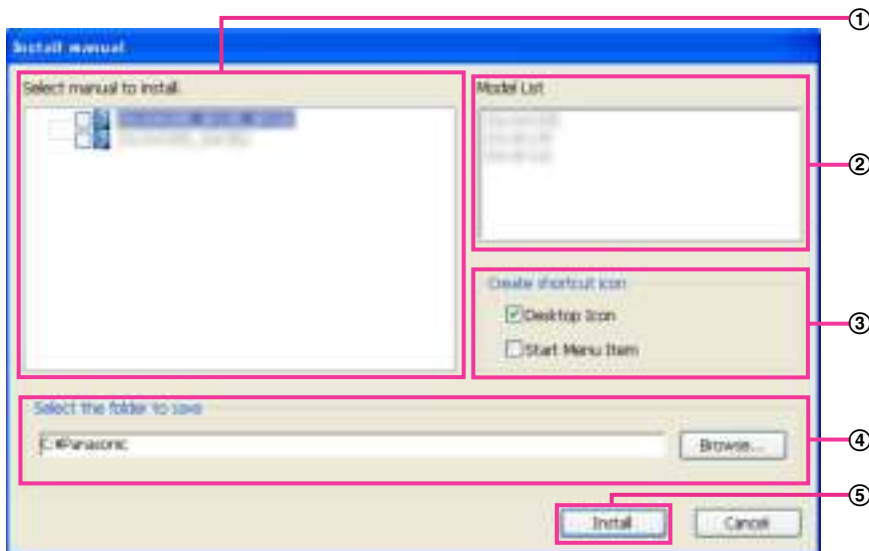 ①
Install manual
Select manual to install.
Model List
②
Create shortcut icon
Desktop Icon
③
Start Menu Item
Select the folder to save
C:¥Panasonic
Browse...
④
⑤
Install
Cancel